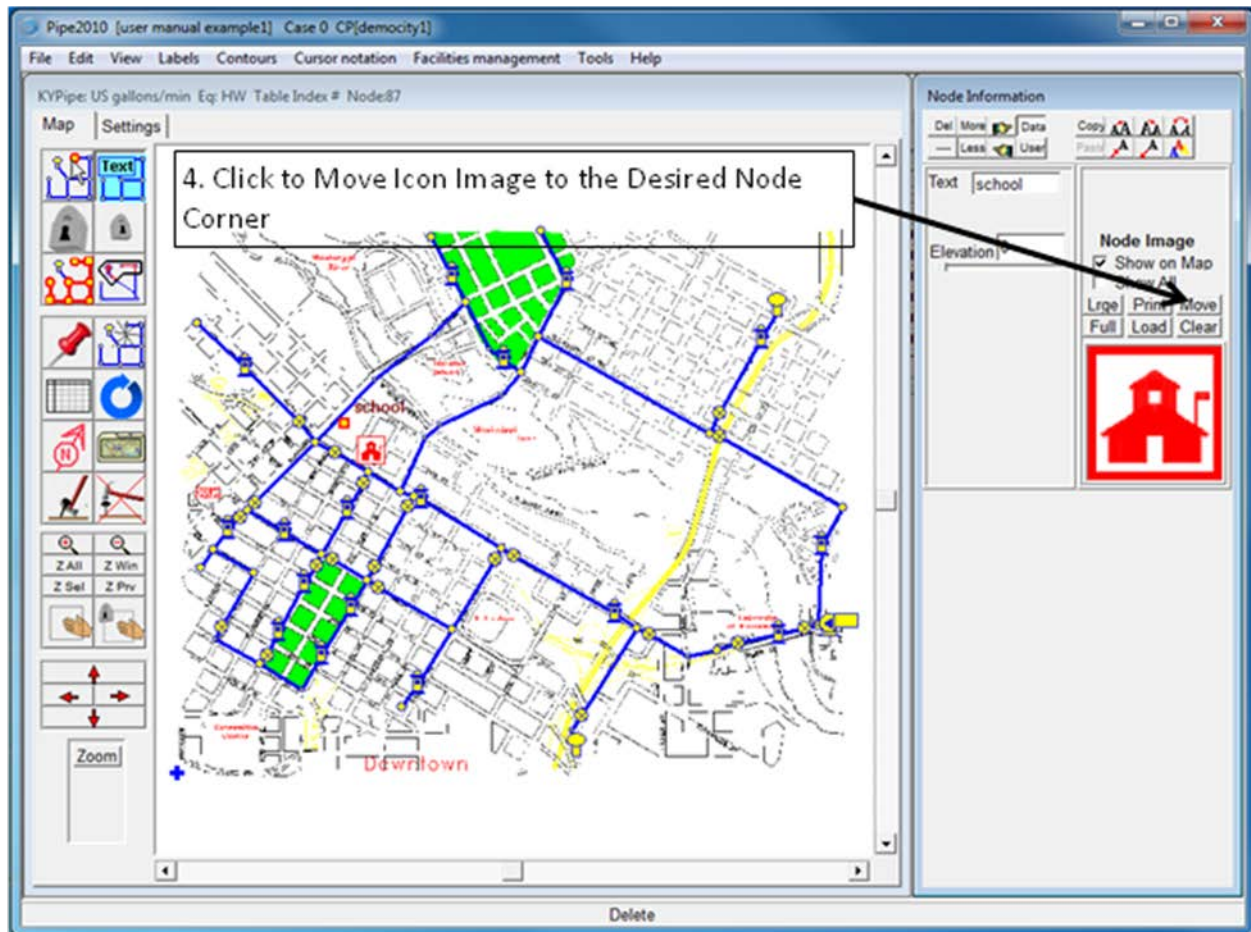 Pipe2010 [user manual example1] Case 0 CP[democity1]
File Edit View Labels Contours Cursor notation Facilities management Tools Help
KYPipe: US gallons/min Eq: HW Table Index # Node:87
Map Settings
Text
4. Click to Move Icon Image to the Desired Node
Corner
school
N
Z All Z Win
Z Sel Z Prv
Zoom
Downtown
Node Information
Del More Data Copy
Less User Paste
Text school
Elevation
Node Image
Show on Map
Show All
Lrge Print Move
Full Load Clear
Delete